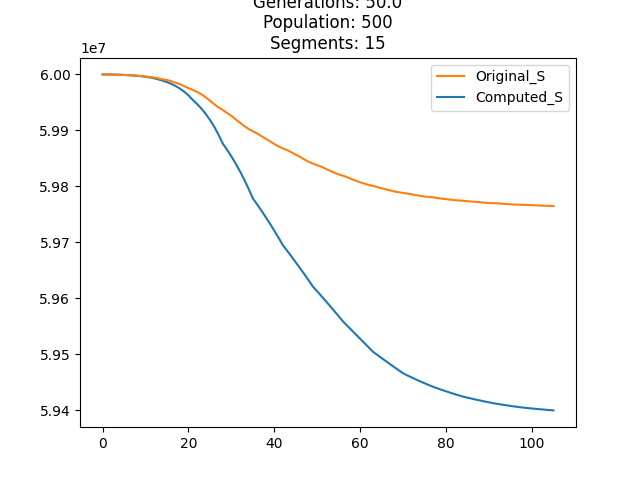 Generations: 50.0
Population: 500
Segments: 15
1e7
Original_S
Computed_S
6.00
5.99
5.98
5.97
5.96
5.95
5.94
0 20 40 60 80 100